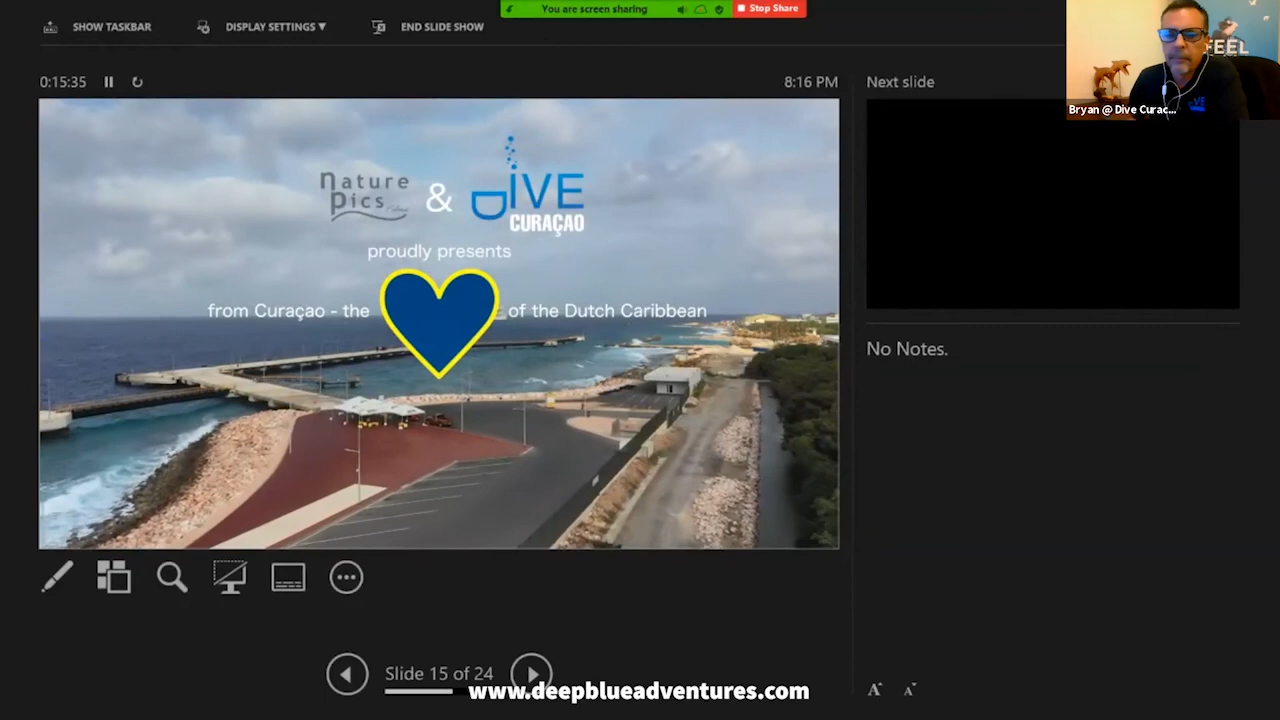 You are screen sharing
Stop Share
SHOW TASKBAR
DISPLAY SETTINGS ▼
END SLIDE SHOW
FEEL
Bryan @ Dive Curac...
DIVE
0:15:35
8:16 PM
Next slide
nature
pics
& DIVE
CURAÇAO
proudly presents
from Curaçao - the
of the Dutch Caribbean
No Notes.
Slide 15 of 24
www.deepblueadventures.com
A
A